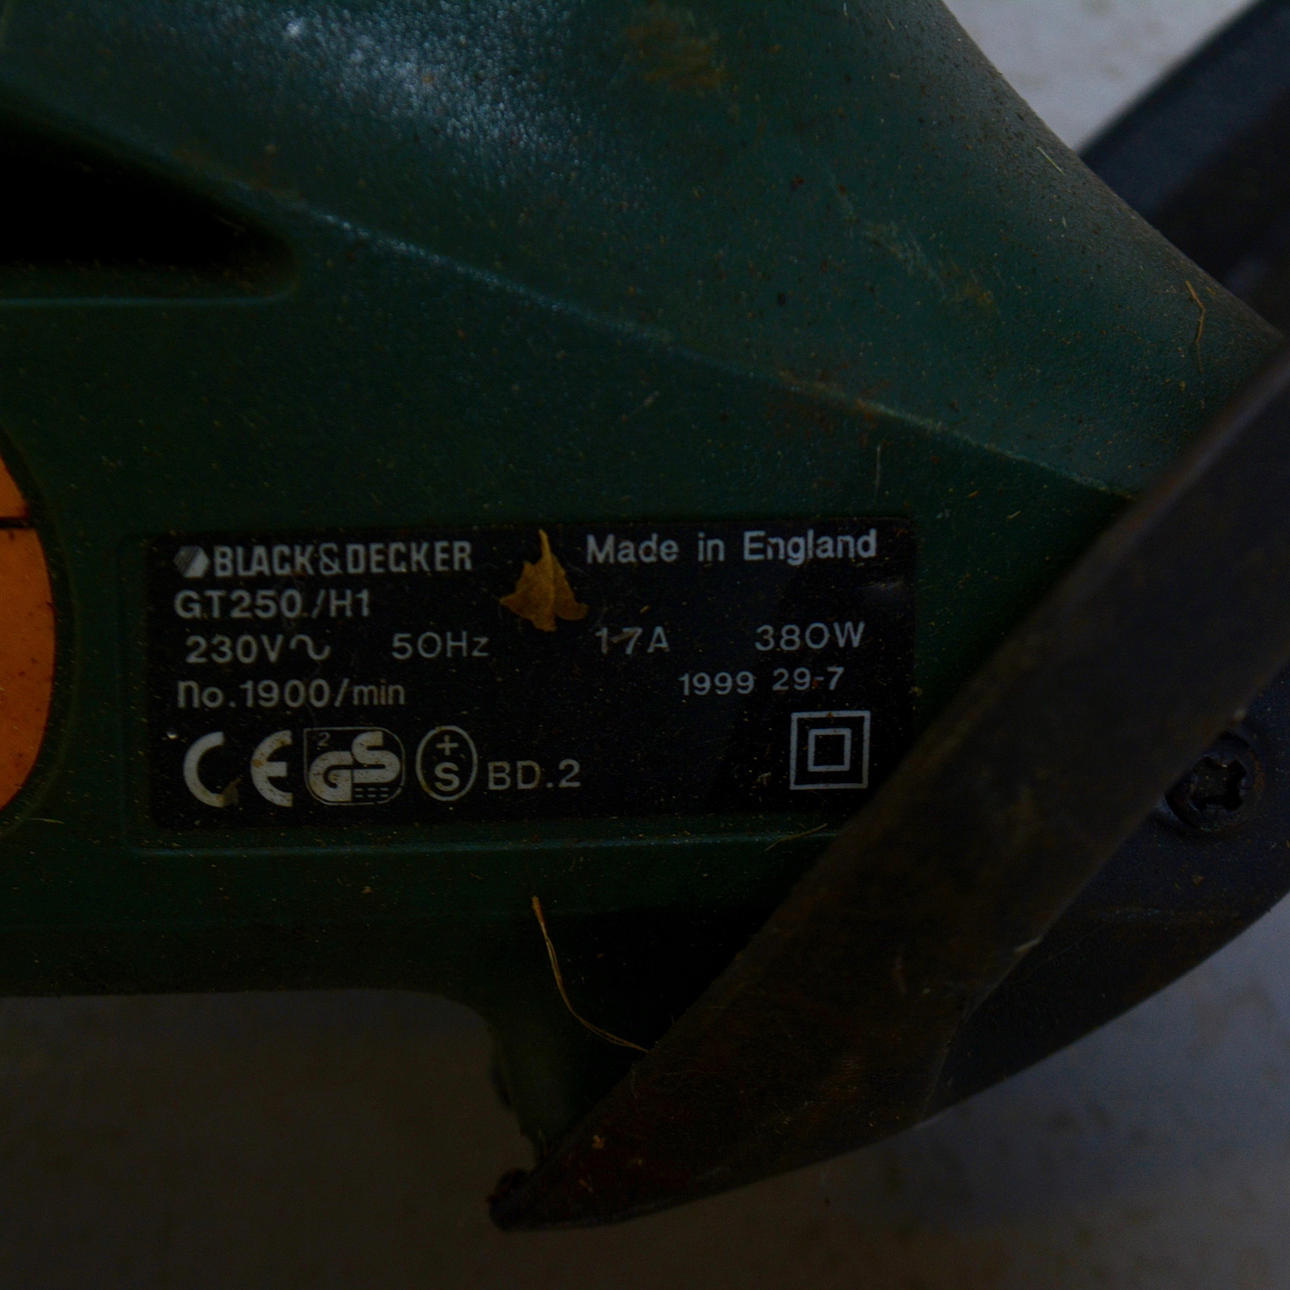 BLACK&DECKER Made in England
GT250./H1
230V~ 50Hz 1·7A 380W
no.1900/min 1999 29-7
CE 2 GS +S BD.2